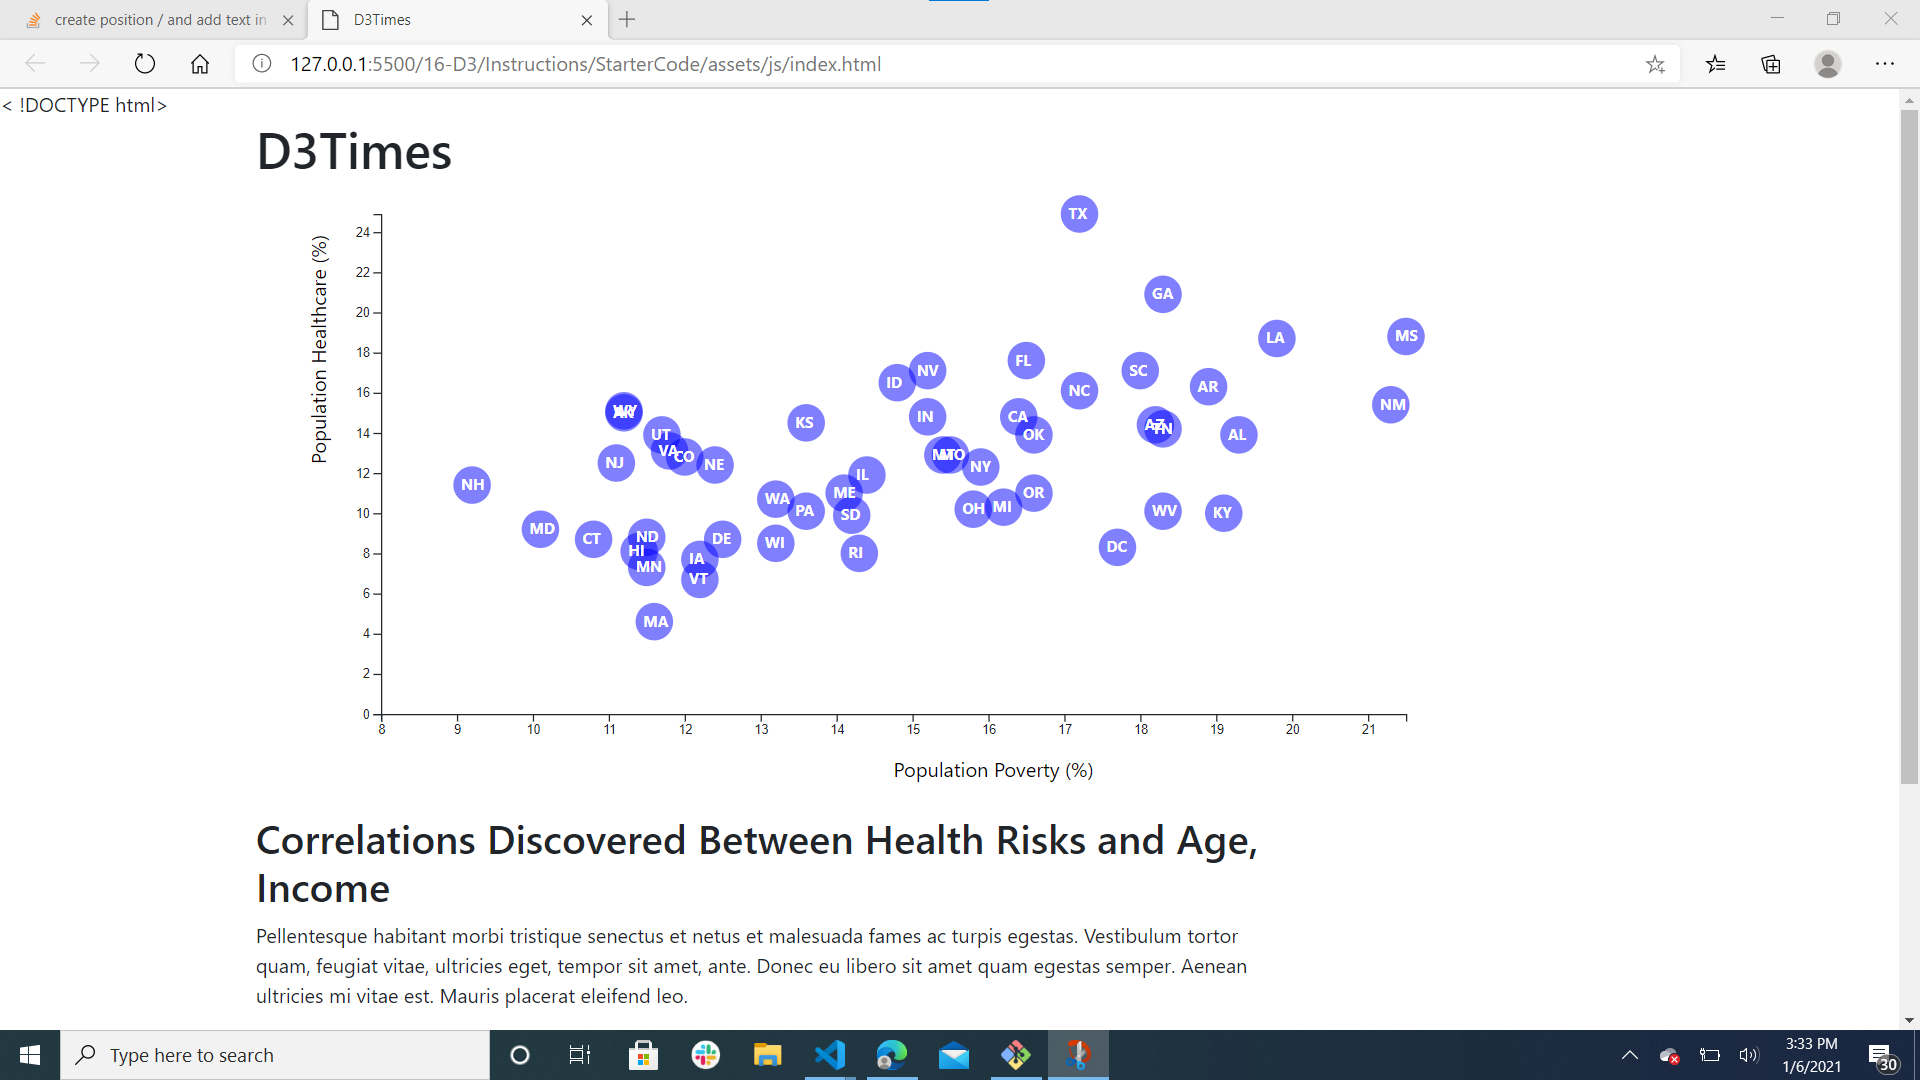 create position / and add text in
D3Times
127.0.0.1:5500/16-D3/Instructions/StarterCode/assets/js/index.html
< !DOCTYPE html>
D3Times
Population Healthcare (%)
24
22
20
18
16
14
12
10
8
6
4
2
0
TX
GA
LA
MS
FL
NV
SC
ID
AR
NC
NM
WY
IN
CA
KS
AZ
TN
UT
OK
AL
VA
CO
MO
NJ
NE
NY
IL
NH
ME
OR
WA
PA
SD
OH
MI
WV
KY
MD
CT
ND
DE
WI
DC
HI
RI
IA
MN
VT
MA
8 9 10 11 12 13 14 15 16 17 18 19 20 21
Population Poverty (%)
Correlations Discovered Between Health Risks and Age,
Income
Pellentesque habitant morbi tristique senectus et netus et malesuada fames ac turpis egestas. Vestibulum tortor
quam, feugiat vitae, ultricies eget, tempor sit amet, ante. Donec eu libero sit amet quam egestas semper. Aenean
ultricies mi vitae est. Mauris placerat eleifend leo.
Type here to search
3:33 PM
1/6/2021
30